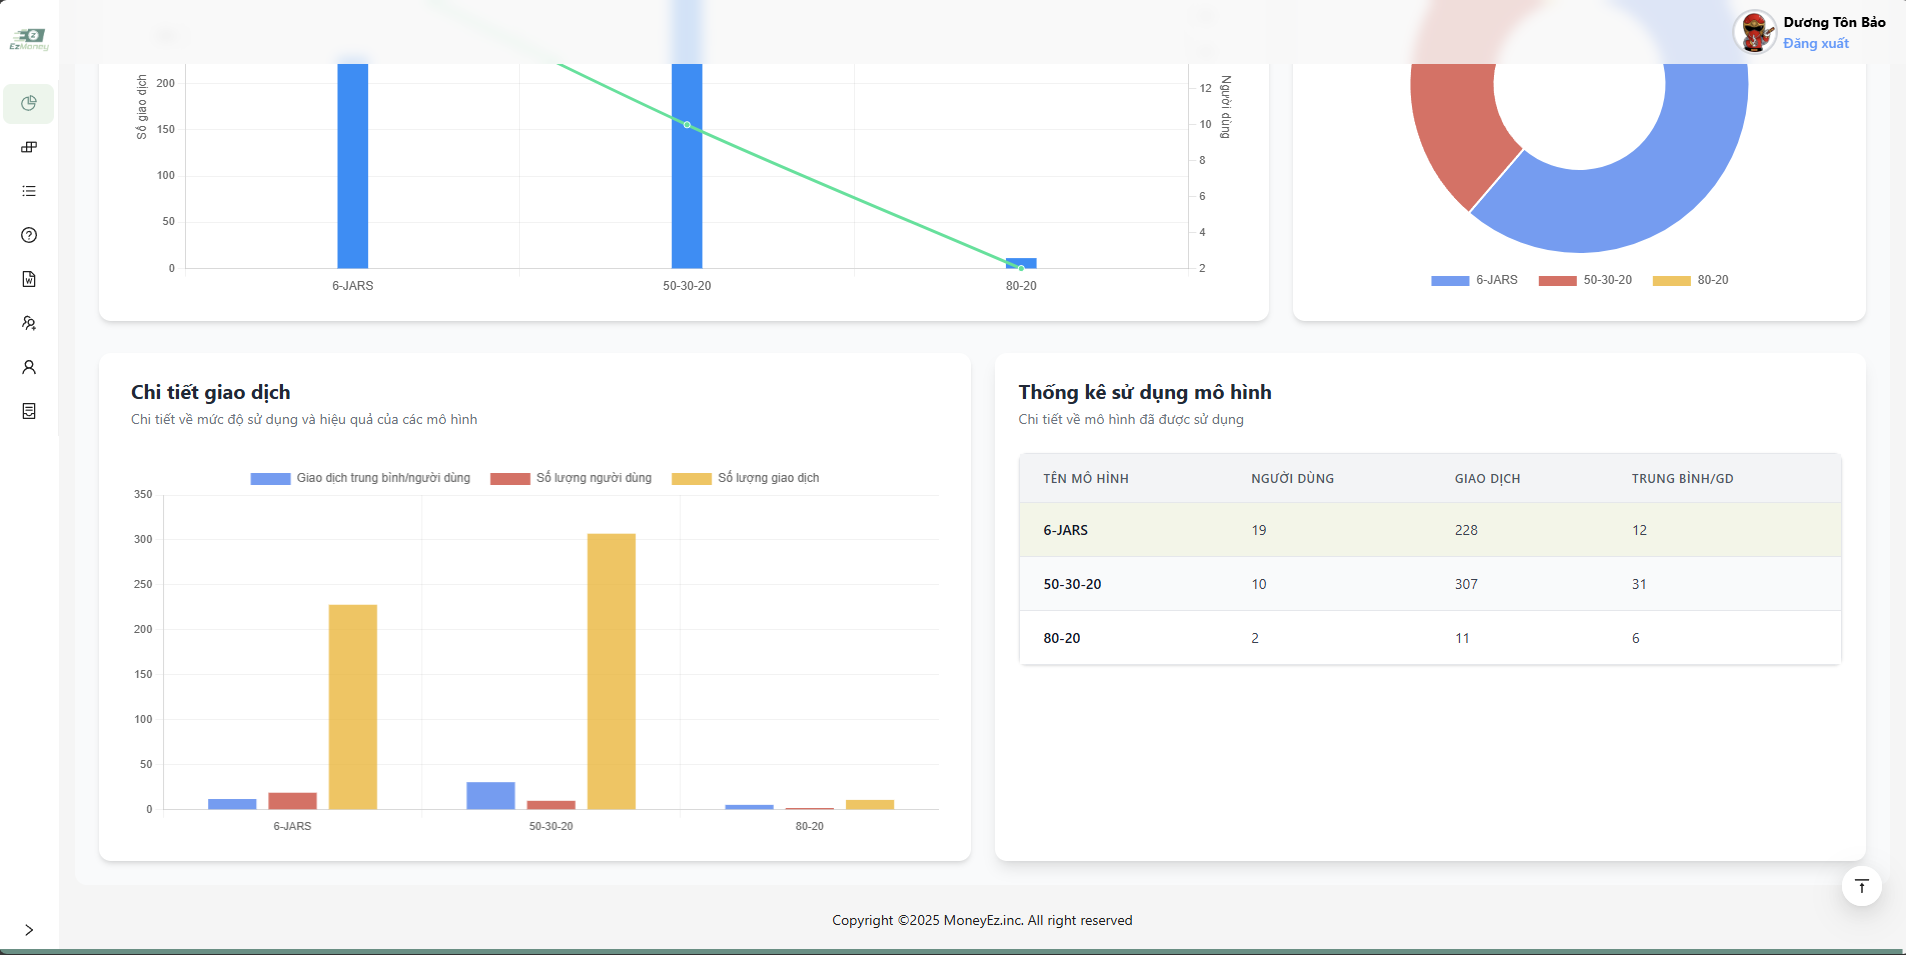 EzMoney
Dương Tôn Bảo
Đăng xuất
Số giao dịch
200
150
100
50
0
12
10
8
6
4
2
Người dùng
6-JARS
50-30-20
80-20
6-JARS
50-30-20
80-20
Chi tiết giao dịch
Chi tiết về mức độ sử dụng và hiệu quả của các mô hình
Giao dịch trung bình/người dùng
Số lượng người dùng
Số lượng giao dịch
350
300
250
200
150
100
50
0
6-JARS
50-30-20
80-20
Thống kê sử dụng mô hình
Chi tiết về mô hình đã được sử dụng
TÊN MÔ HÌNH NGƯỜI DÙNG GIAO DỊCH TRUNG BÌNH/GD
6-JARS 19 228 12
50-30-20 10 307 31
80-20 2 11 6
Copyright ©2025 MoneyEz.inc. All right reserved